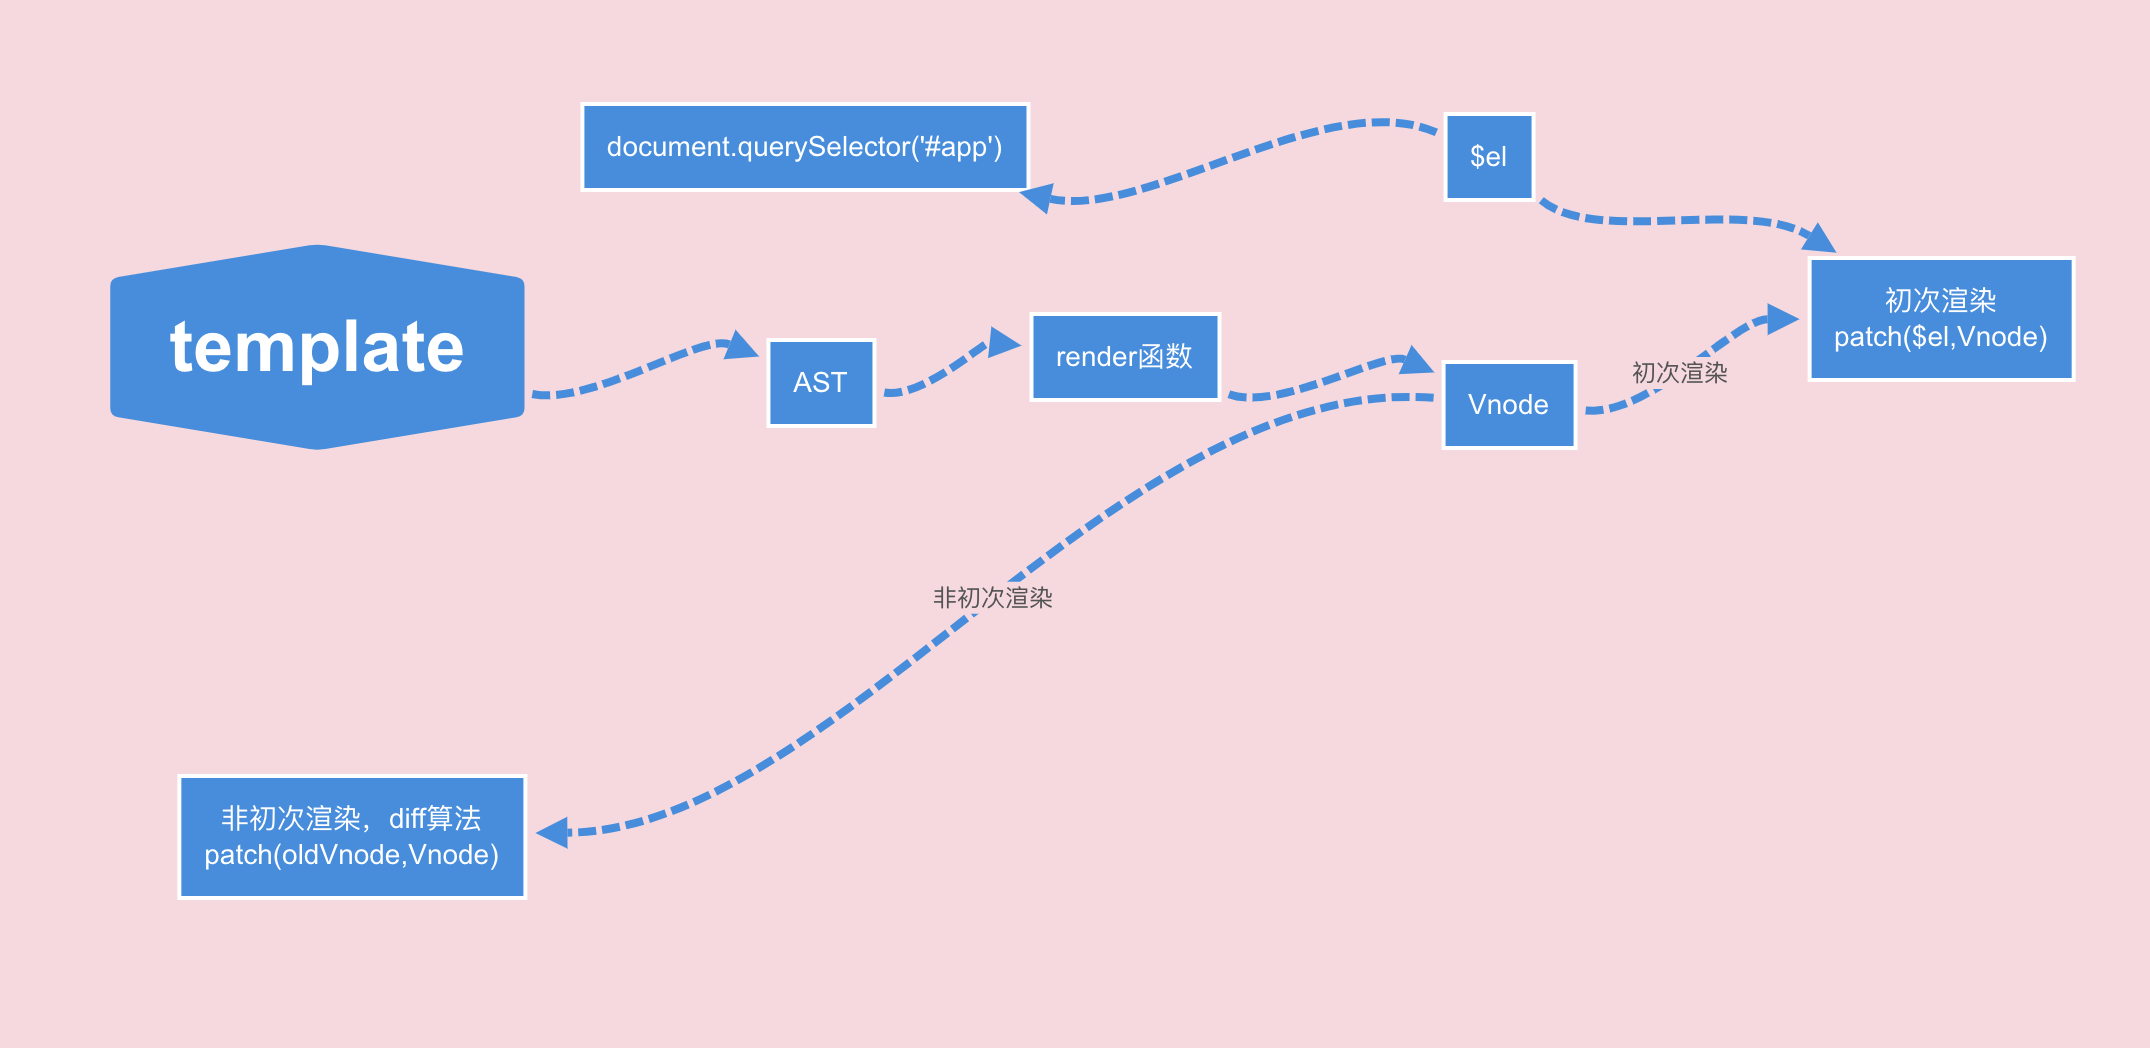 document.querySelector('#app')
$el
template
AST
render函数
Vnode
初次渲染
初次渲染
patch($el,Vnode)
非初次渲染
非初次渲染，diff算法
patch(oldVnode,Vnode)